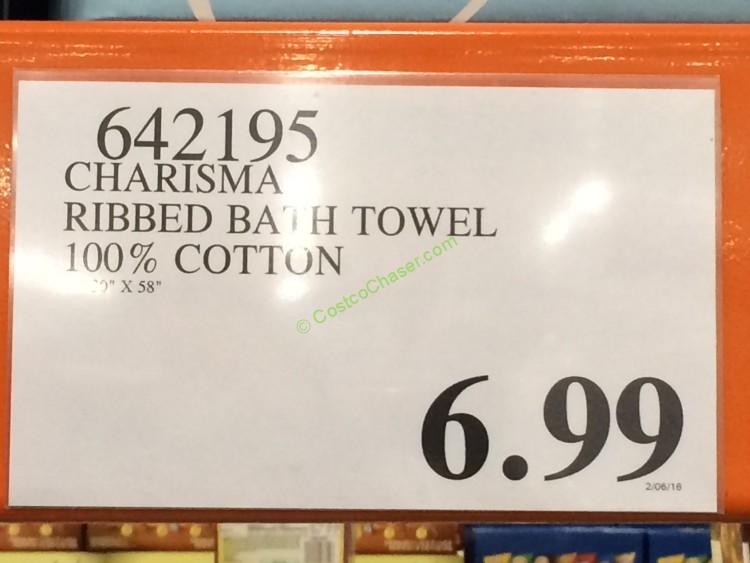 642195
CHARISMA
RIBBED BATH TOWEL
100% COTTON
X 58"
© CostcoChaser.com
6.99
2/06/16